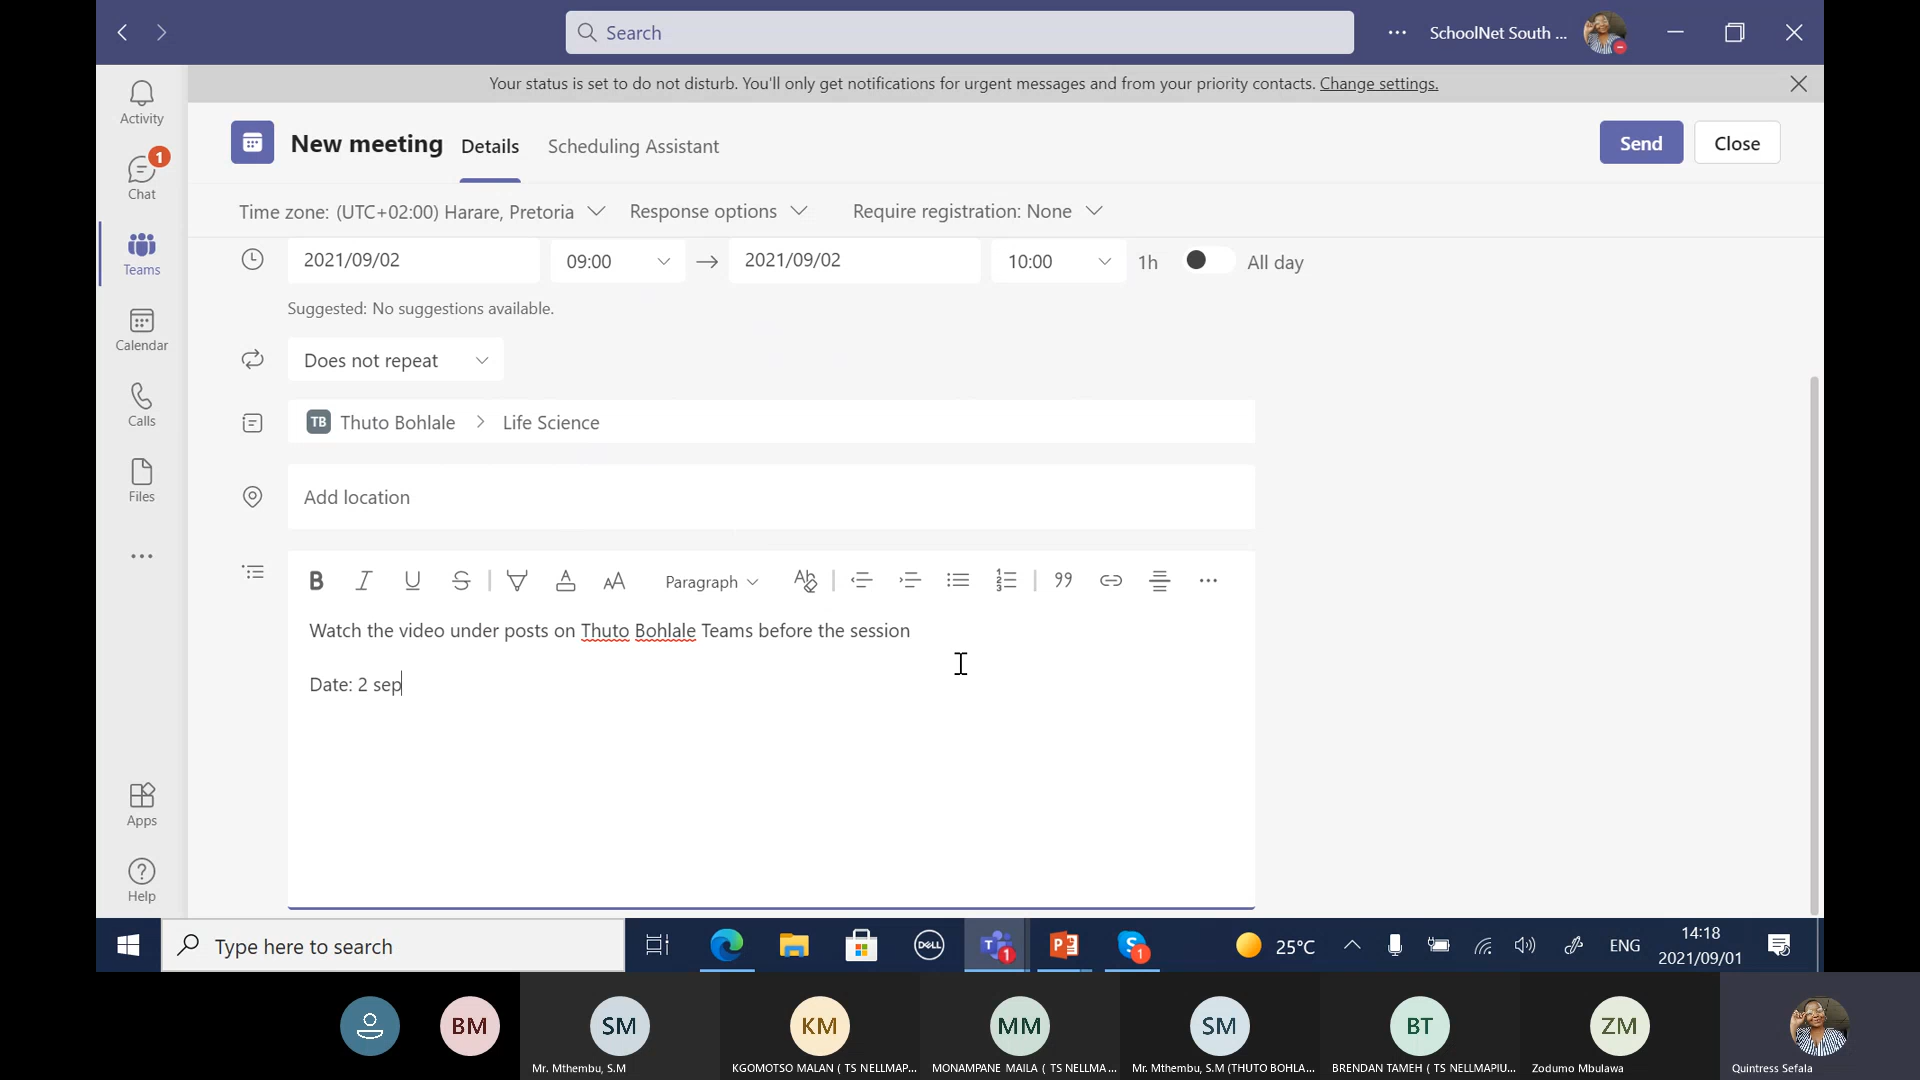 Search
SchoolNet South ...
Your status is set to do not disturb. You'll only get notifications for urgent messages and from your priority contacts. Change settings.
Activity
New meeting Details Scheduling Assistant Send Close
1
Chat
Time zone: (UTC+02:00) Harare, Pretoria Response options Require registration: None
Teams
2021/09/02 09:00 2021/09/02 10:00 1h All day
Suggested: No suggestions available.
Calendar
Does not repeat
Calls
TB Thuto Bohlale Life Science
Files
Add location
B I U S A AA Paragraph Ab 123 99
Watch the video under posts on Thuto Bohlale Teams before the session
Date: 2 sep
Apps
Help
Type here to search
DELL
T 1
P
S 1
25°C
ENG
14:18
2021/09/01
BM SM KM MM SM BT ZM
Mr. Mthembu, S.M
KGOMOTSO MALAN ( TS NELLMAP...
MONAMPANE MAILA ( TS NELLMA...
Mr. Mthembu, S.M (THUTO BOHLA...
BRENDAN TAMEH ( TS NELLMAPIU...
Zodumo Mbulawa
Quintress Sefala